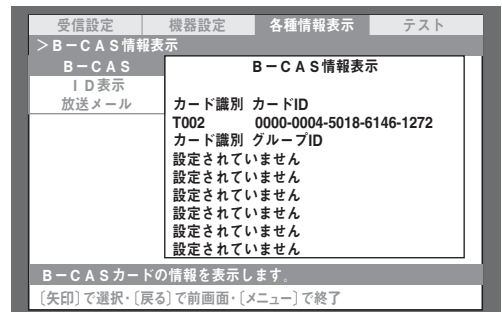 受信設定 機器設定 各種情報表示 テスト
＞B－CAS情報表示
B－CAS
ID表示
放送メール
B－CAS情報表示
カード識別 カードID
T002 0000-0004-5018-6146-1272
カード識別 グループID
設定されていません
設定されていません
設定されていません
設定されていません
設定されていません
設定されていません
B－CASカードの情報を表示します。
〔矢印〕で選択・〔戻る〕で前画面・〔メニュー〕で終了